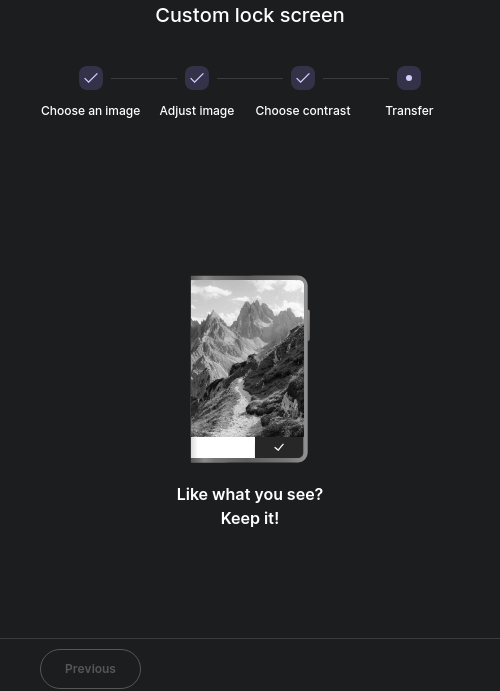 Custom lock screen
Choose an image
Adjust image
Choose contrast
Transfer
Like what you see?
Keep it!
Previous